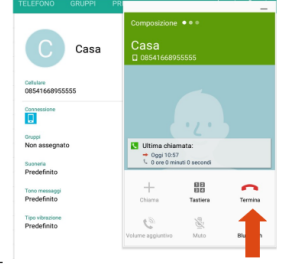 TELEFONO GRUPPI
C Casa
Cellulare
08541668955555
Connessione
Gruppi
Non assegnato
Suoneria
Predefinito
Tono messaggi
Predefinito
Tipo vibrazione
Predefinito
Composizione
Casa
08541668955555
Ultima chiamata:
Oggi 10:57
0 ore 0 minuti 0 secondi
Chiama Tastiera Termina
Volume aggiuntivo Muto